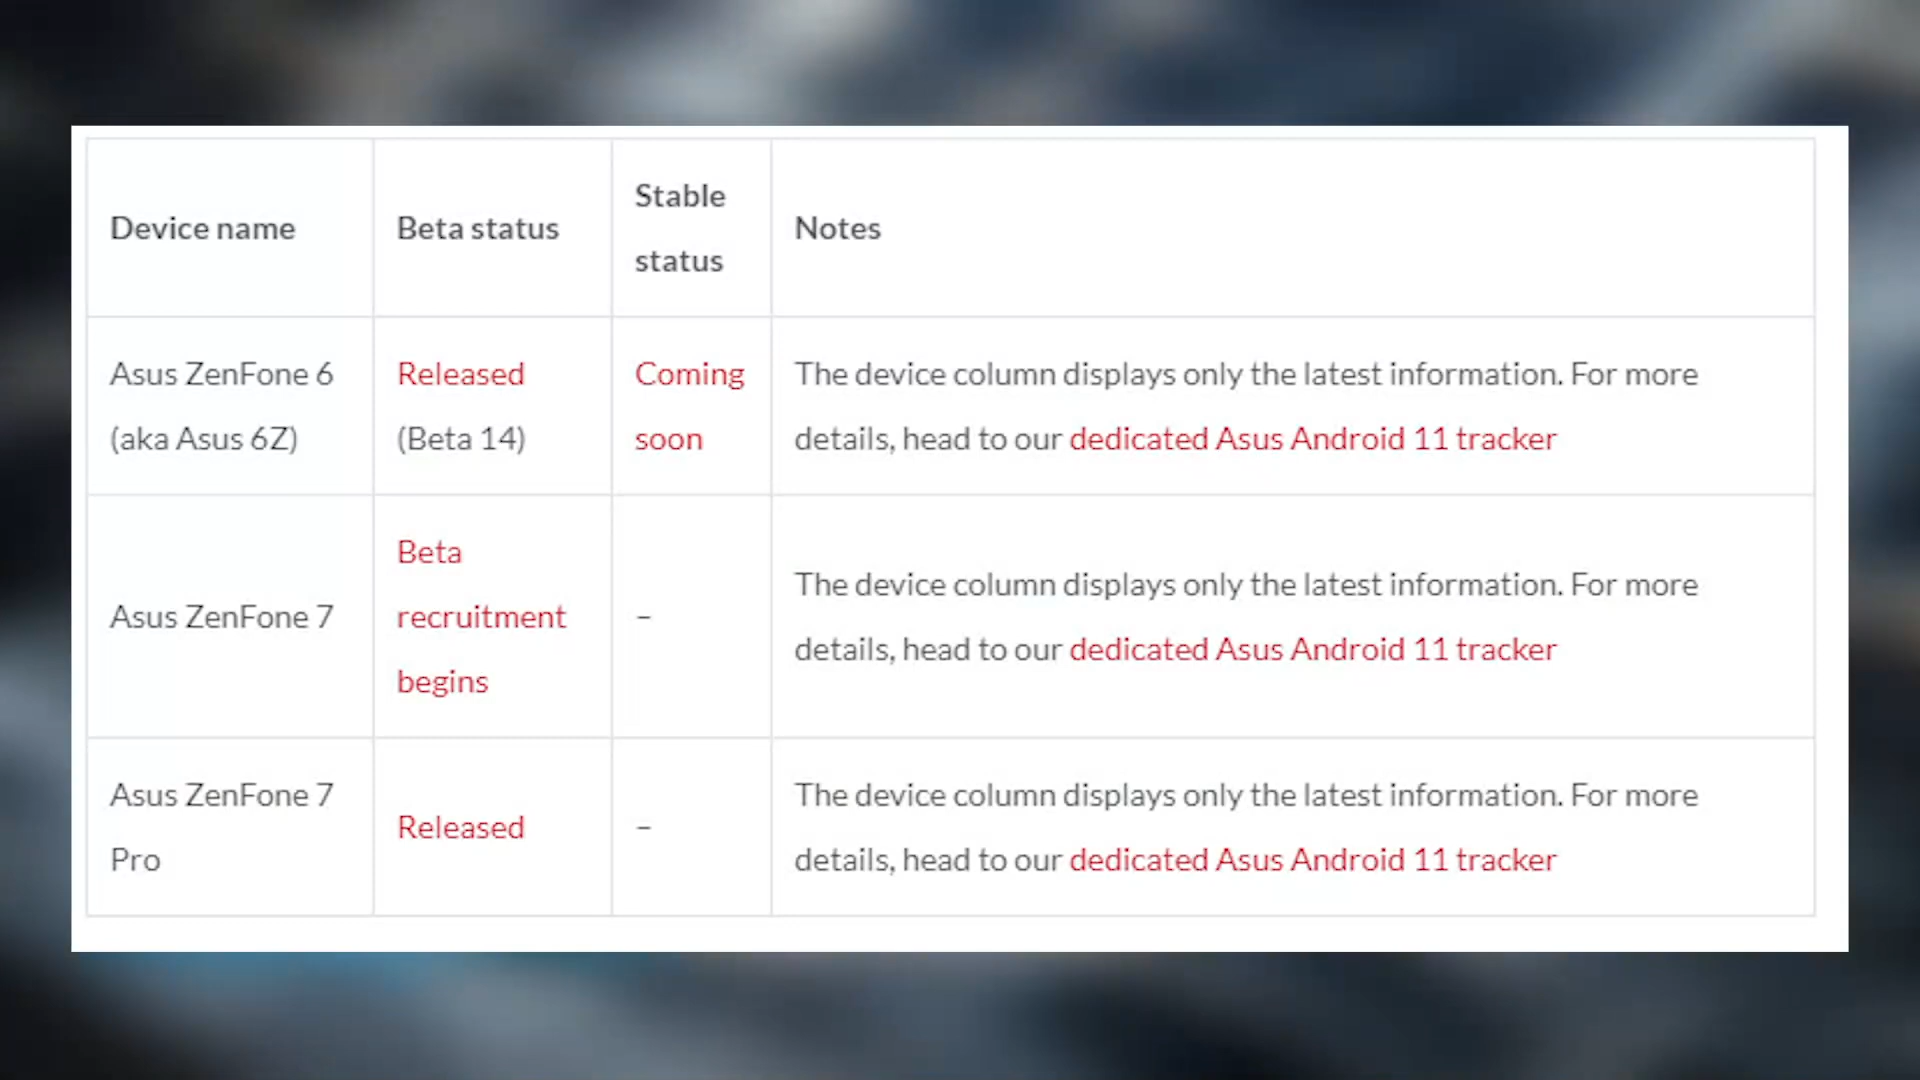 Device name
Beta status
Stable
status
Notes
Asus ZenFone 6
(aka Asus 6Z)
Released
(Beta 14)
Coming
soon
The device column displays only the latest information. For more
details, head to our dedicated Asus Android 11 tracker
Asus ZenFone 7
Beta
recruitment
begins
–
The device column displays only the latest information. For more
details, head to our dedicated Asus Android 11 tracker
Asus ZenFone 7
Pro
Released
–
The device column displays only the latest information. For more
details, head to our dedicated Asus Android 11 tracker